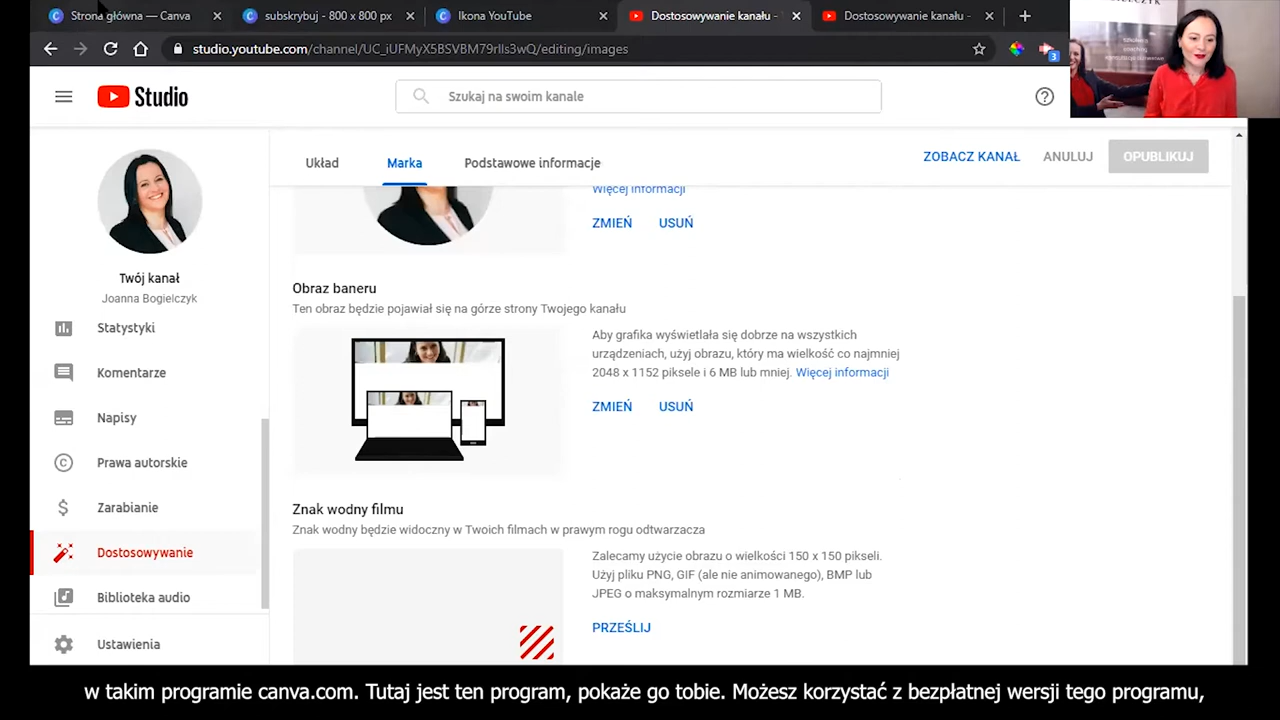 Strona główna — Canva
subskrybuj - 800 x 800 px
Ikona YouTube
Dostosowywanie kanału -
Dostosowywanie kanału -
studio.youtube.com/channel/UC_iUFMyX5BSVBM79rlls3wQ/editing/images
3
Studio
Szukaj na swoim kanale
Układ
Marka
Podstawowe informacje
ZOBACZ KANAŁ
ANULUJ
OPUBLIKUJ
Więcej informacji
ZMIEŃ
USUŃ
Twój kanał
Joanna Bogielczyk
Statystyki
Komentarze
Napisy
Prawa autorskie
Zarabianie
Dostosowywanie
Biblioteka audio
Ustawienia
Obraz baneru
Ten obraz będzie pojawiał się na górze strony Twojego kanału
Aby grafika wyświetlała się dobrze na wszystkich
urządzeniach, użyj obrazu, który ma wielkość co najmniej
2048 x 1152 piksele i 6 MB lub mniej. Więcej informacji
ZMIEŃ
USUŃ
Znak wodny filmu
Znak wodny będzie widoczny w Twoich filmach w prawym rogu odtwarzacza
Zalecamy użycie obrazu o wielkości 150 x 150 pikseli.
Użyj pliku PNG, GIF (ale nie animowanego), BMP lub
JPEG o maksymalnym rozmiarze 1 MB.
PRZEŚLIJ
w takim programie canva.com. Tutaj jest ten program, pokaże go tobie. Możesz korzystać z bezpłatnej wersji tego programu,